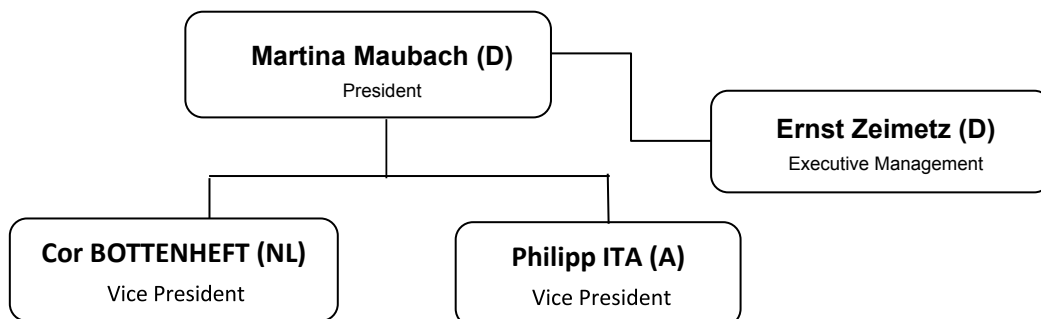 Martina Maubach (D)
President
Ernst Zeimetz (D)
Executive Management
Cor BOTTENHEFT (NL)
Vice President
Philipp ITA (A)
Vice President